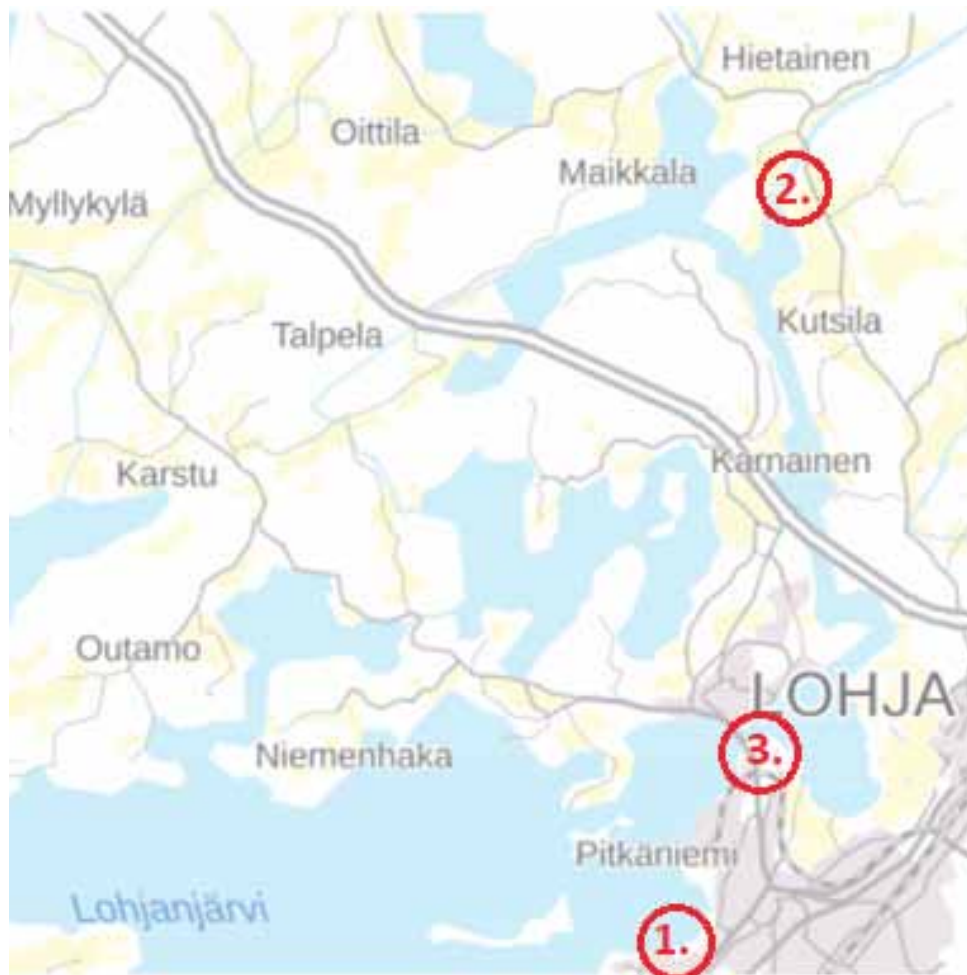 Hietainen
Oittila
Maikkala
2.
Myllykylä
Talpela
Kutsila
Karstu
Karnainen
Outamo
LOHJA
Niemenhaka
3.
Pitkäniemi
Lohjanjärvi
1.